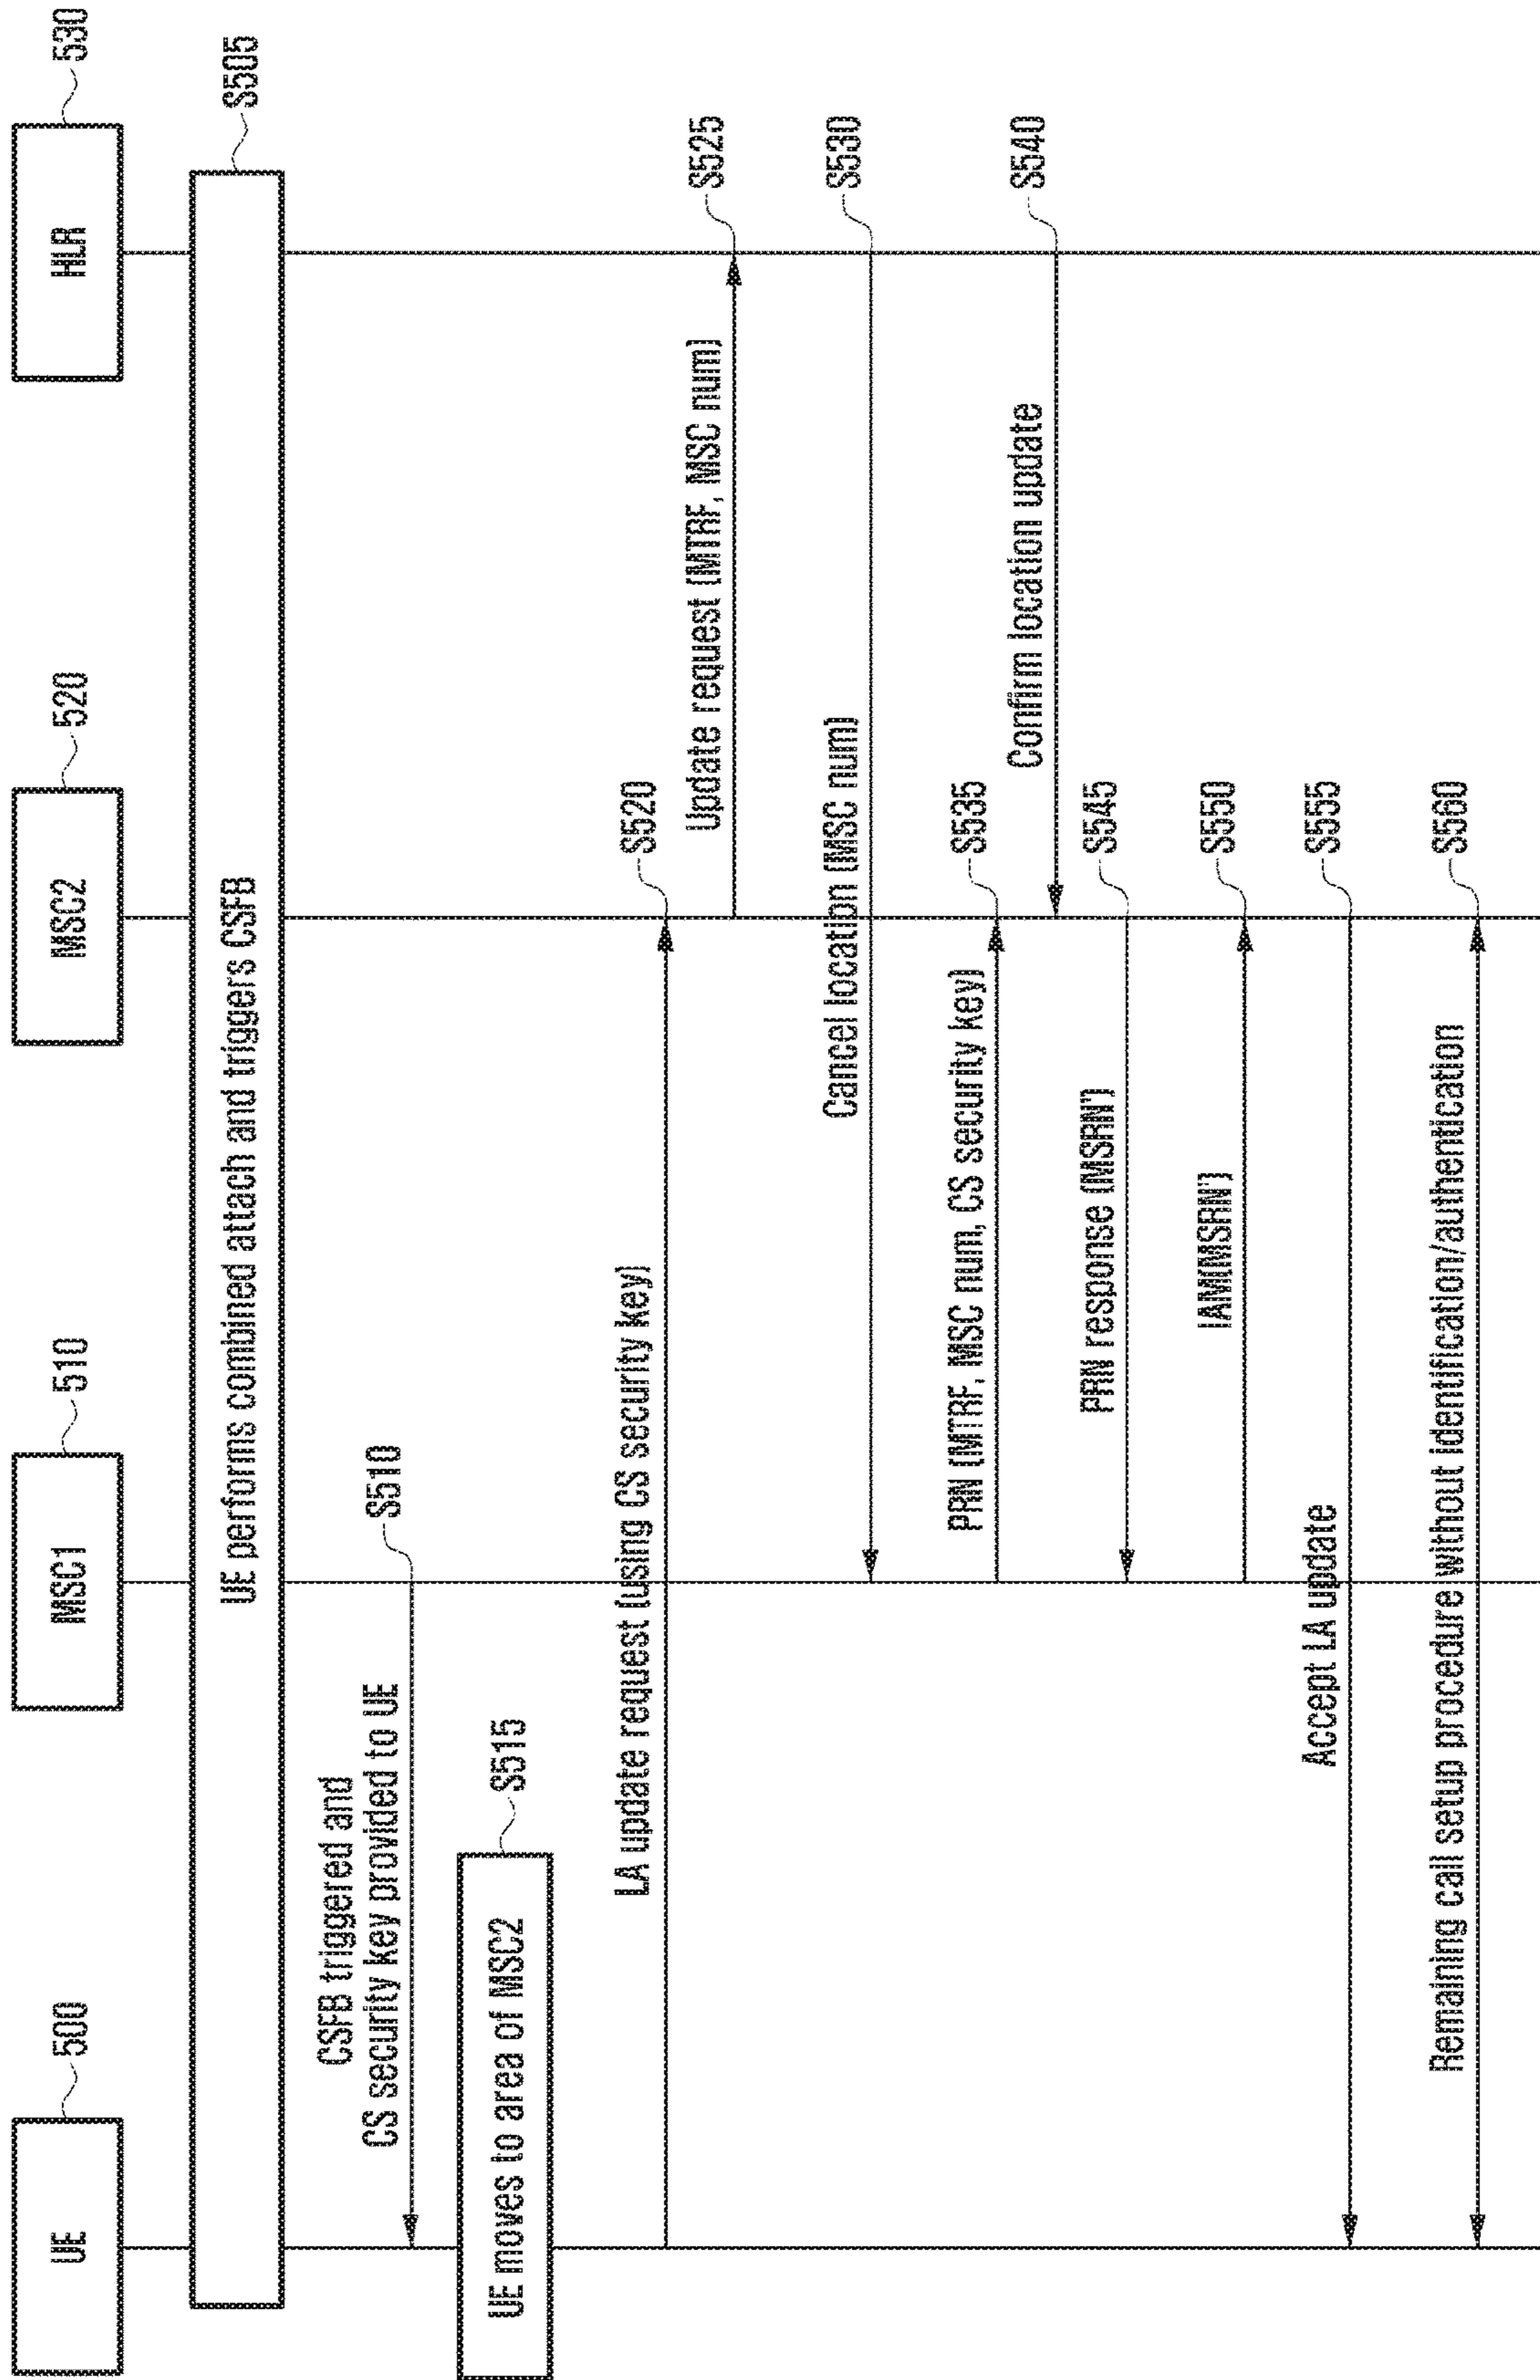 UE
500
MSC1
510
MSC2
520
HLR
530
UE performs combined attach and triggers CSFB
S505
CSFB triggered and
CS security key provided to UE
S510
UE moves to area of MSC2
S515
LA update request (using CS security key)
S520
Update request (MTRF, MSC num)
S525
Cancel location (MSC num)
S530
PRN (MTRF, MSC num, CS security key)
S535
Confirm location update
S540
PRN response (MSRN')
S545
IAM(MSRN')
S550
Accept LA update
S555
Remaining call setup procedure without identification/authentication
S560